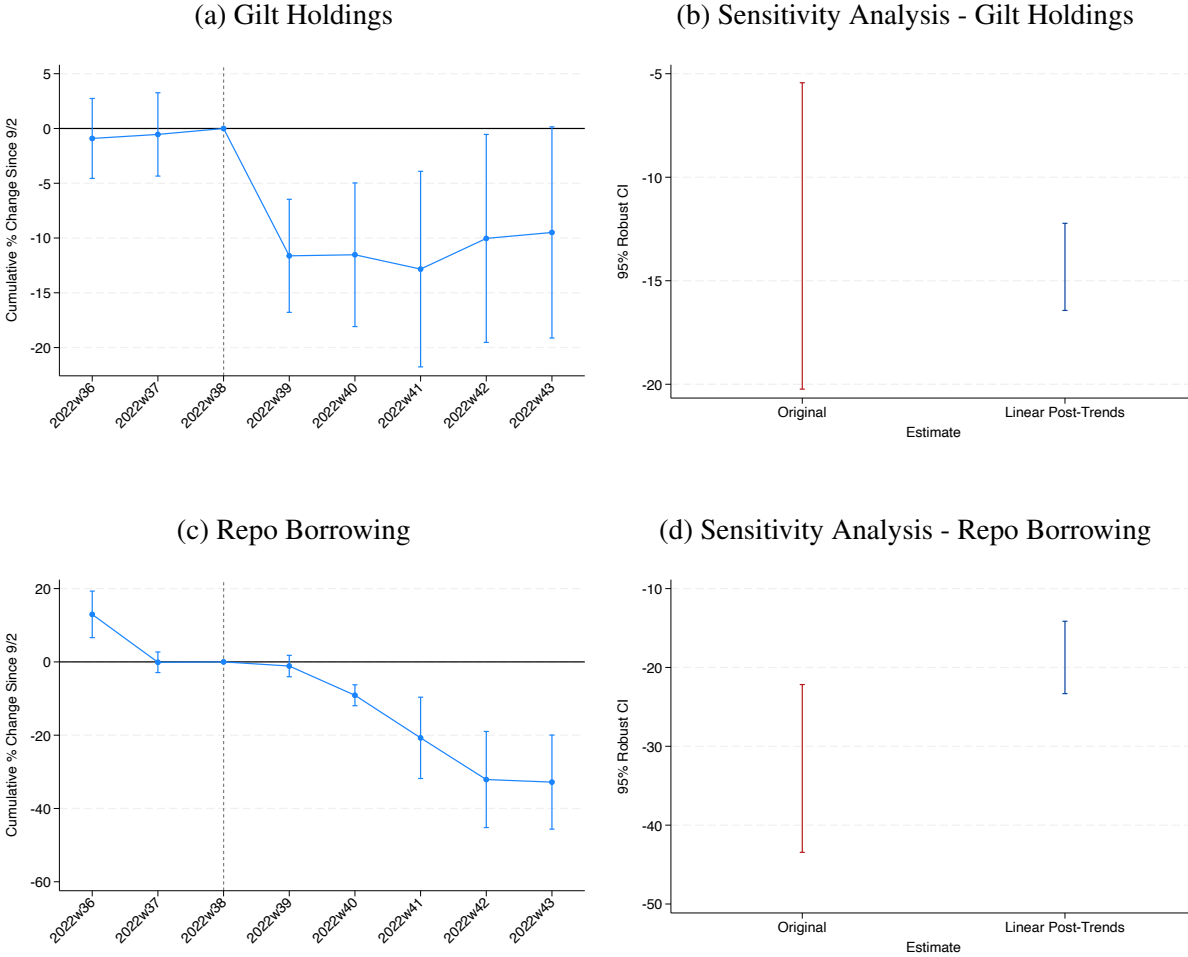 (a) Gilt Holdings
Cumulative % Change Since 9/2
5
0
-5
-10
-15
-20
2022w36
2022w37
2022w38
2022w39
2022w40
2022w41
2022w42
2022w43
(b) Sensitivity Analysis - Gilt Holdings
95% Robust CI
-5
-10
-15
-20
Original
Linear Post-Trends
Estimate
(c) Repo Borrowing
Cumulative % Change Since 9/2
20
0
-20
-40
-60
2022w36
2022w37
2022w38
2022w39
2022w40
2022w41
2022w42
2022w43
(d) Sensitivity Analysis - Repo Borrowing
95% Robust CI
-10
-20
-30
-40
-50
Original
Linear Post-Trends
Estimate